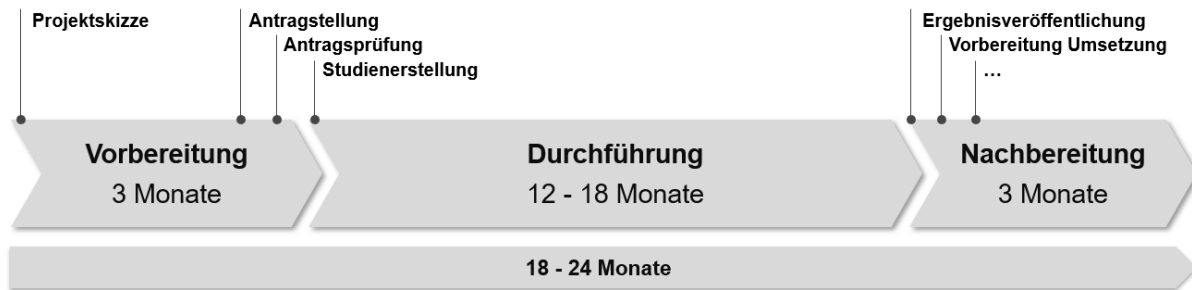 Projektskizze
Antragstellung
Antragsprüfung
Studienerstellung
Ergebnisveröffentlichung
Vorbereitung Umsetzung
...
Vorbereitung
3 Monate
Durchführung
12 - 18 Monate
Nachbereitung
3 Monate
18 - 24 Monate